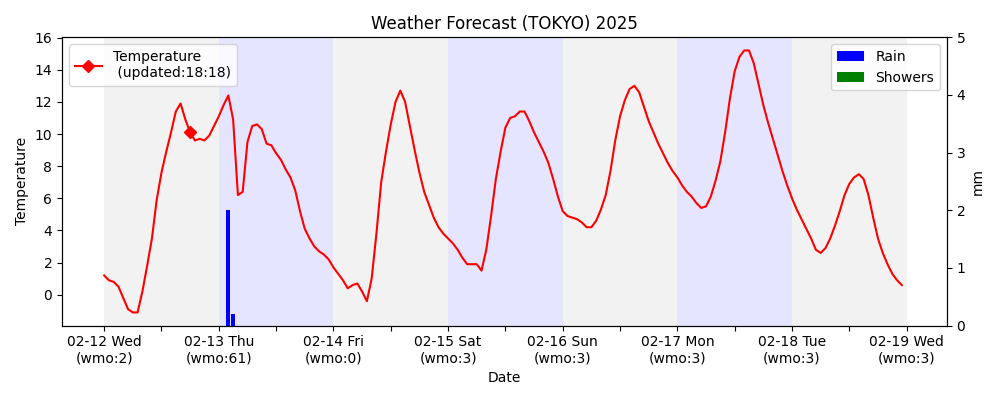 Weather Forecast (TOKYO) 2025
Temperature
(updated:18:18)
Rain
Showers
16
14
12
10
8
6
4
2
0
Temperature
5
4
3
2
1
0
mm
02-12 Wed 02-13 Thu 02-14 Fri 02-15 Sat 02-16 Sun 02-17 Mon 02-18 Tue 02-19 Wed
(wmo:2) (wmo:61) (wmo:0) (wmo:3) (wmo:3) (wmo:3) (wmo:3) (wmo:3)
Date